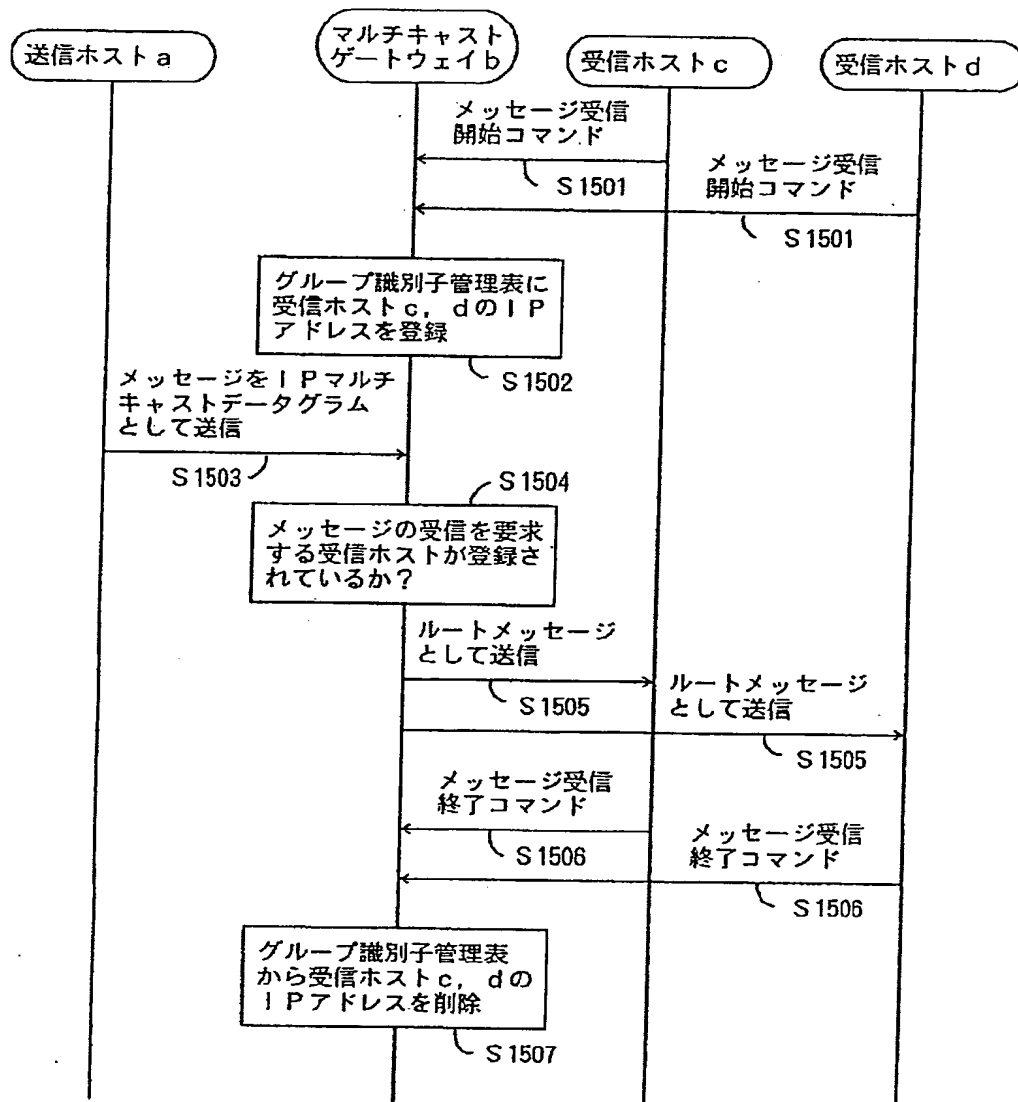 送信ホストa
マルチキャスト
ゲートウェイb
受信ホストc
受信ホストd
メッセージ受信
開始コマンド
S1501
メッセージ受信
開始コマンド
S1501
グループ識別子管理表に
受信ホストc，dのIP
アドレスを登録
S1502
メッセージをIPマルチ
キャストデータグラム
として送信
S1503
S1504
メッセージの受信を要求
する受信ホストが登録さ
れているか？
ルートメッセージ
として送信
S1505
ルートメッセージ
として送信
S1505
メッセージ受信
終了コマンド
S1506
メッセージ受信
終了コマンド
S1506
グループ識別子管理表
から受信ホストc，dの
IPアドレスを削除
S1507